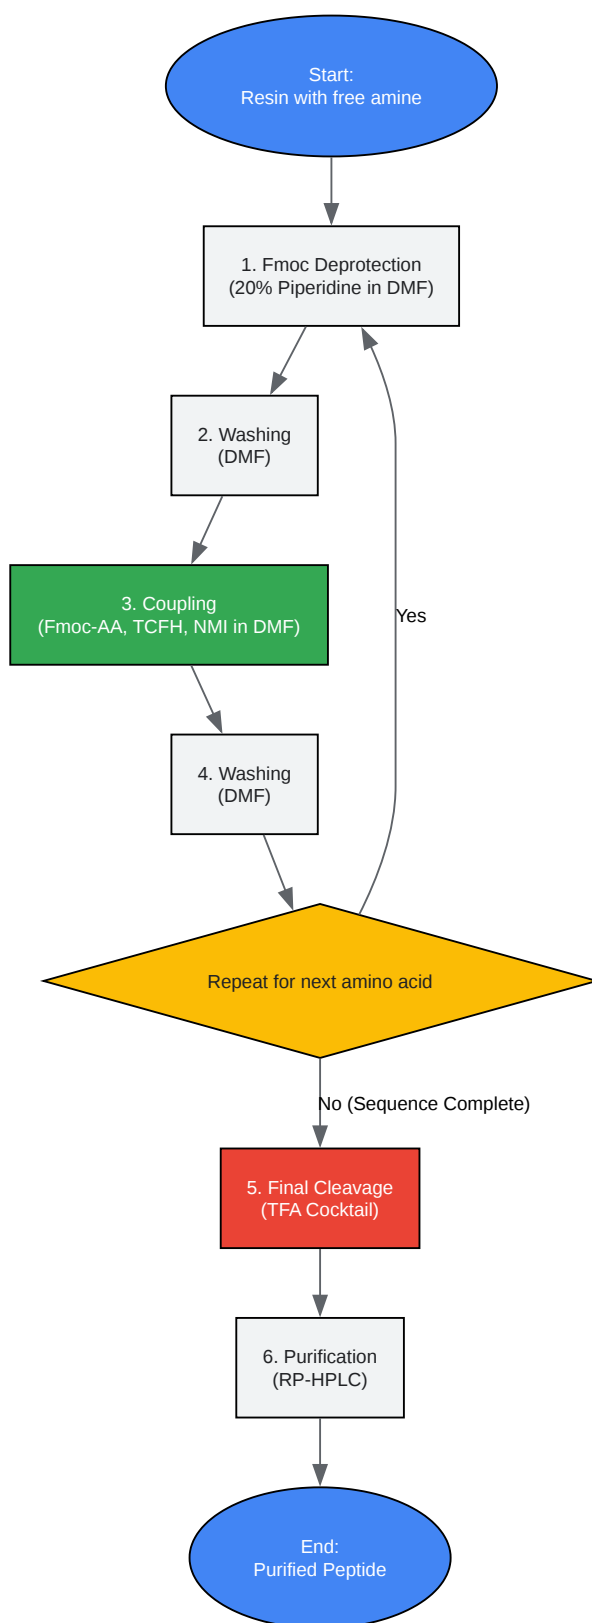 Start:
Resin with free amine
1. Fmoc Deprotection
(20% Piperidine in DMF)
2. Washing
(DMF)
3. Coupling
(Fmoc-AA, TCFH, NMI in DMF)
Yes
4. Washing
(DMF)
Repeat for next amino acid
No (Sequence Complete)
5. Final Cleavage
(TFA Cocktail)
6. Purification
(RP-HPLC)
End:
Purified Peptide